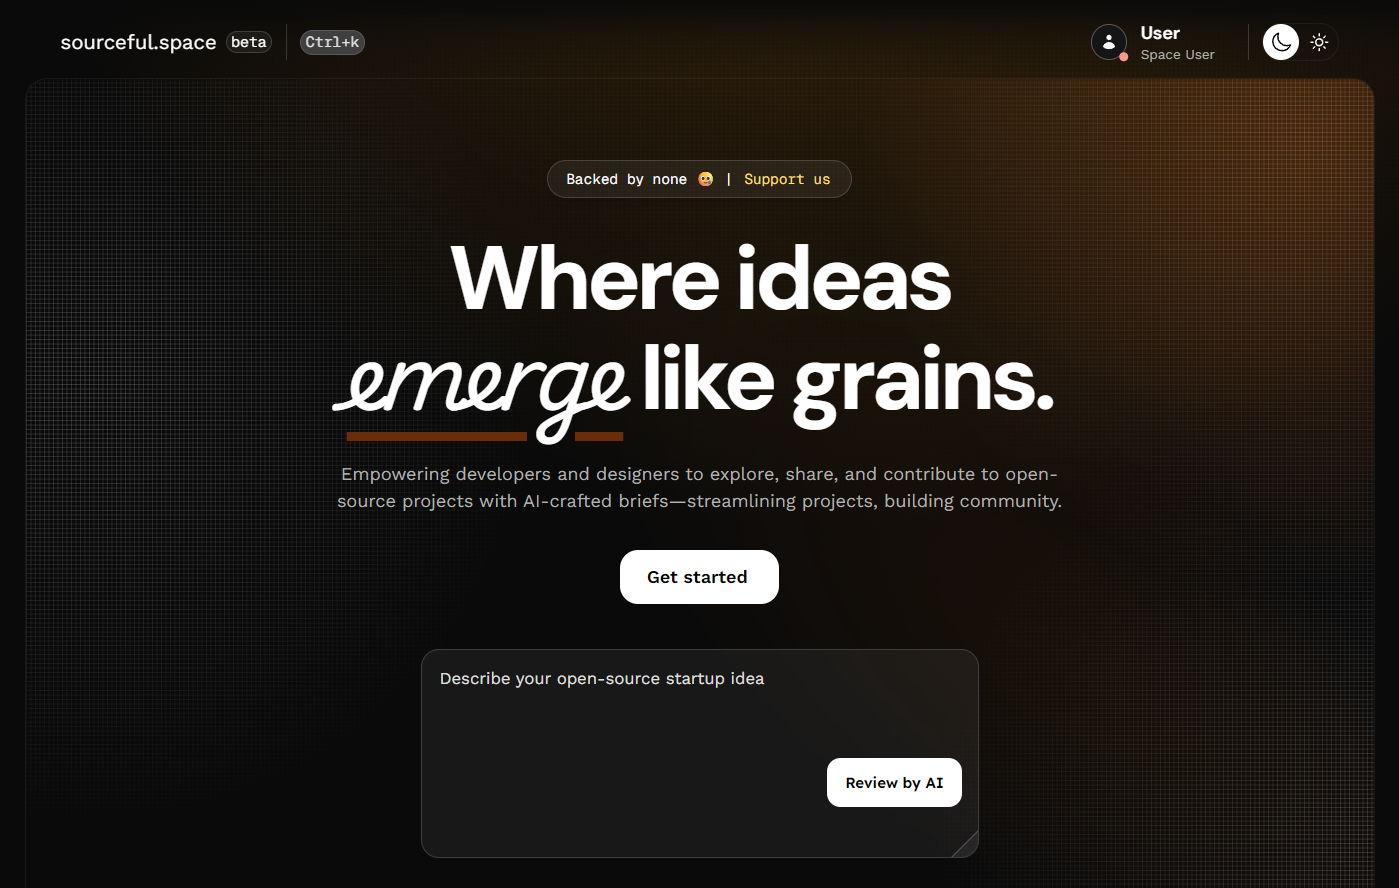 sourceful.space beta Ctrl+k
User
Space User
Backed by none 😀 | Support us
Where ideas
emerge like grains.
Empowering developers and designers to explore, share, and contribute to open-
source projects with AI-crafted briefs—streamlining projects, building community.
Get started
Describe your open-source startup idea
Review by AI